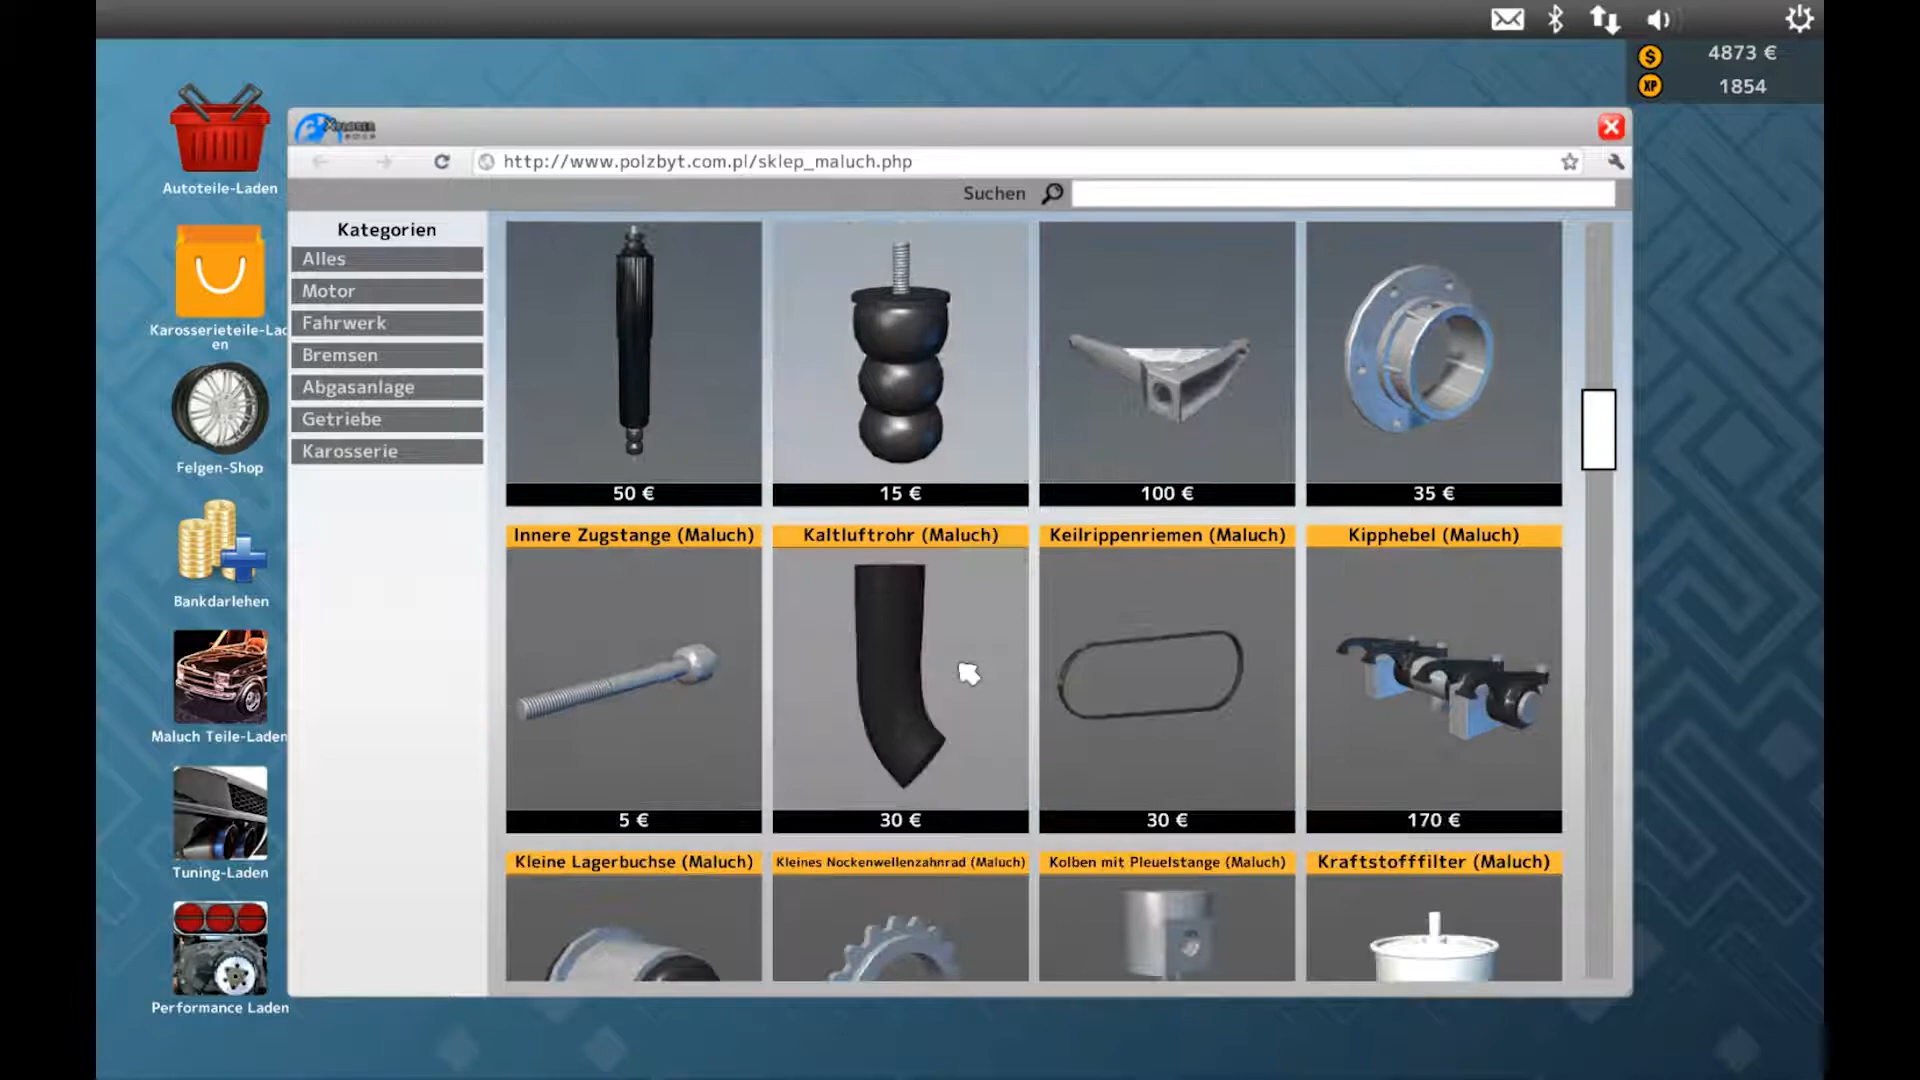 4873 €
XP
1854
http://www.polzbyt.com.pl/sklep_maluch.php
Suchen
Autoteile-Laden
Karosserieteile-Lad
en
Felgen-Shop
Bankdarlehen
Maluch Teile-Laden
Tuning-Laden
Performance Laden
Kategorien
Alles
Motor
Fahrwerk
Bremsen
Abgasanlage
Getriebe
Karosserie
50 €
15 €
100 €
35 €
Innere Zugstange (Maluch)
Kaltluftrohr (Maluch)
Keilrippenriemen (Maluch)
Kipphebel (Maluch)
5 €
30 €
30 €
170 €
Kleine Lagerbuchse (Maluch)
Kleines Nockenwellenzahnrad (Maluch)
Kolben mit Pleuelstange (Maluch)
Kraftstofffilter (Maluch)